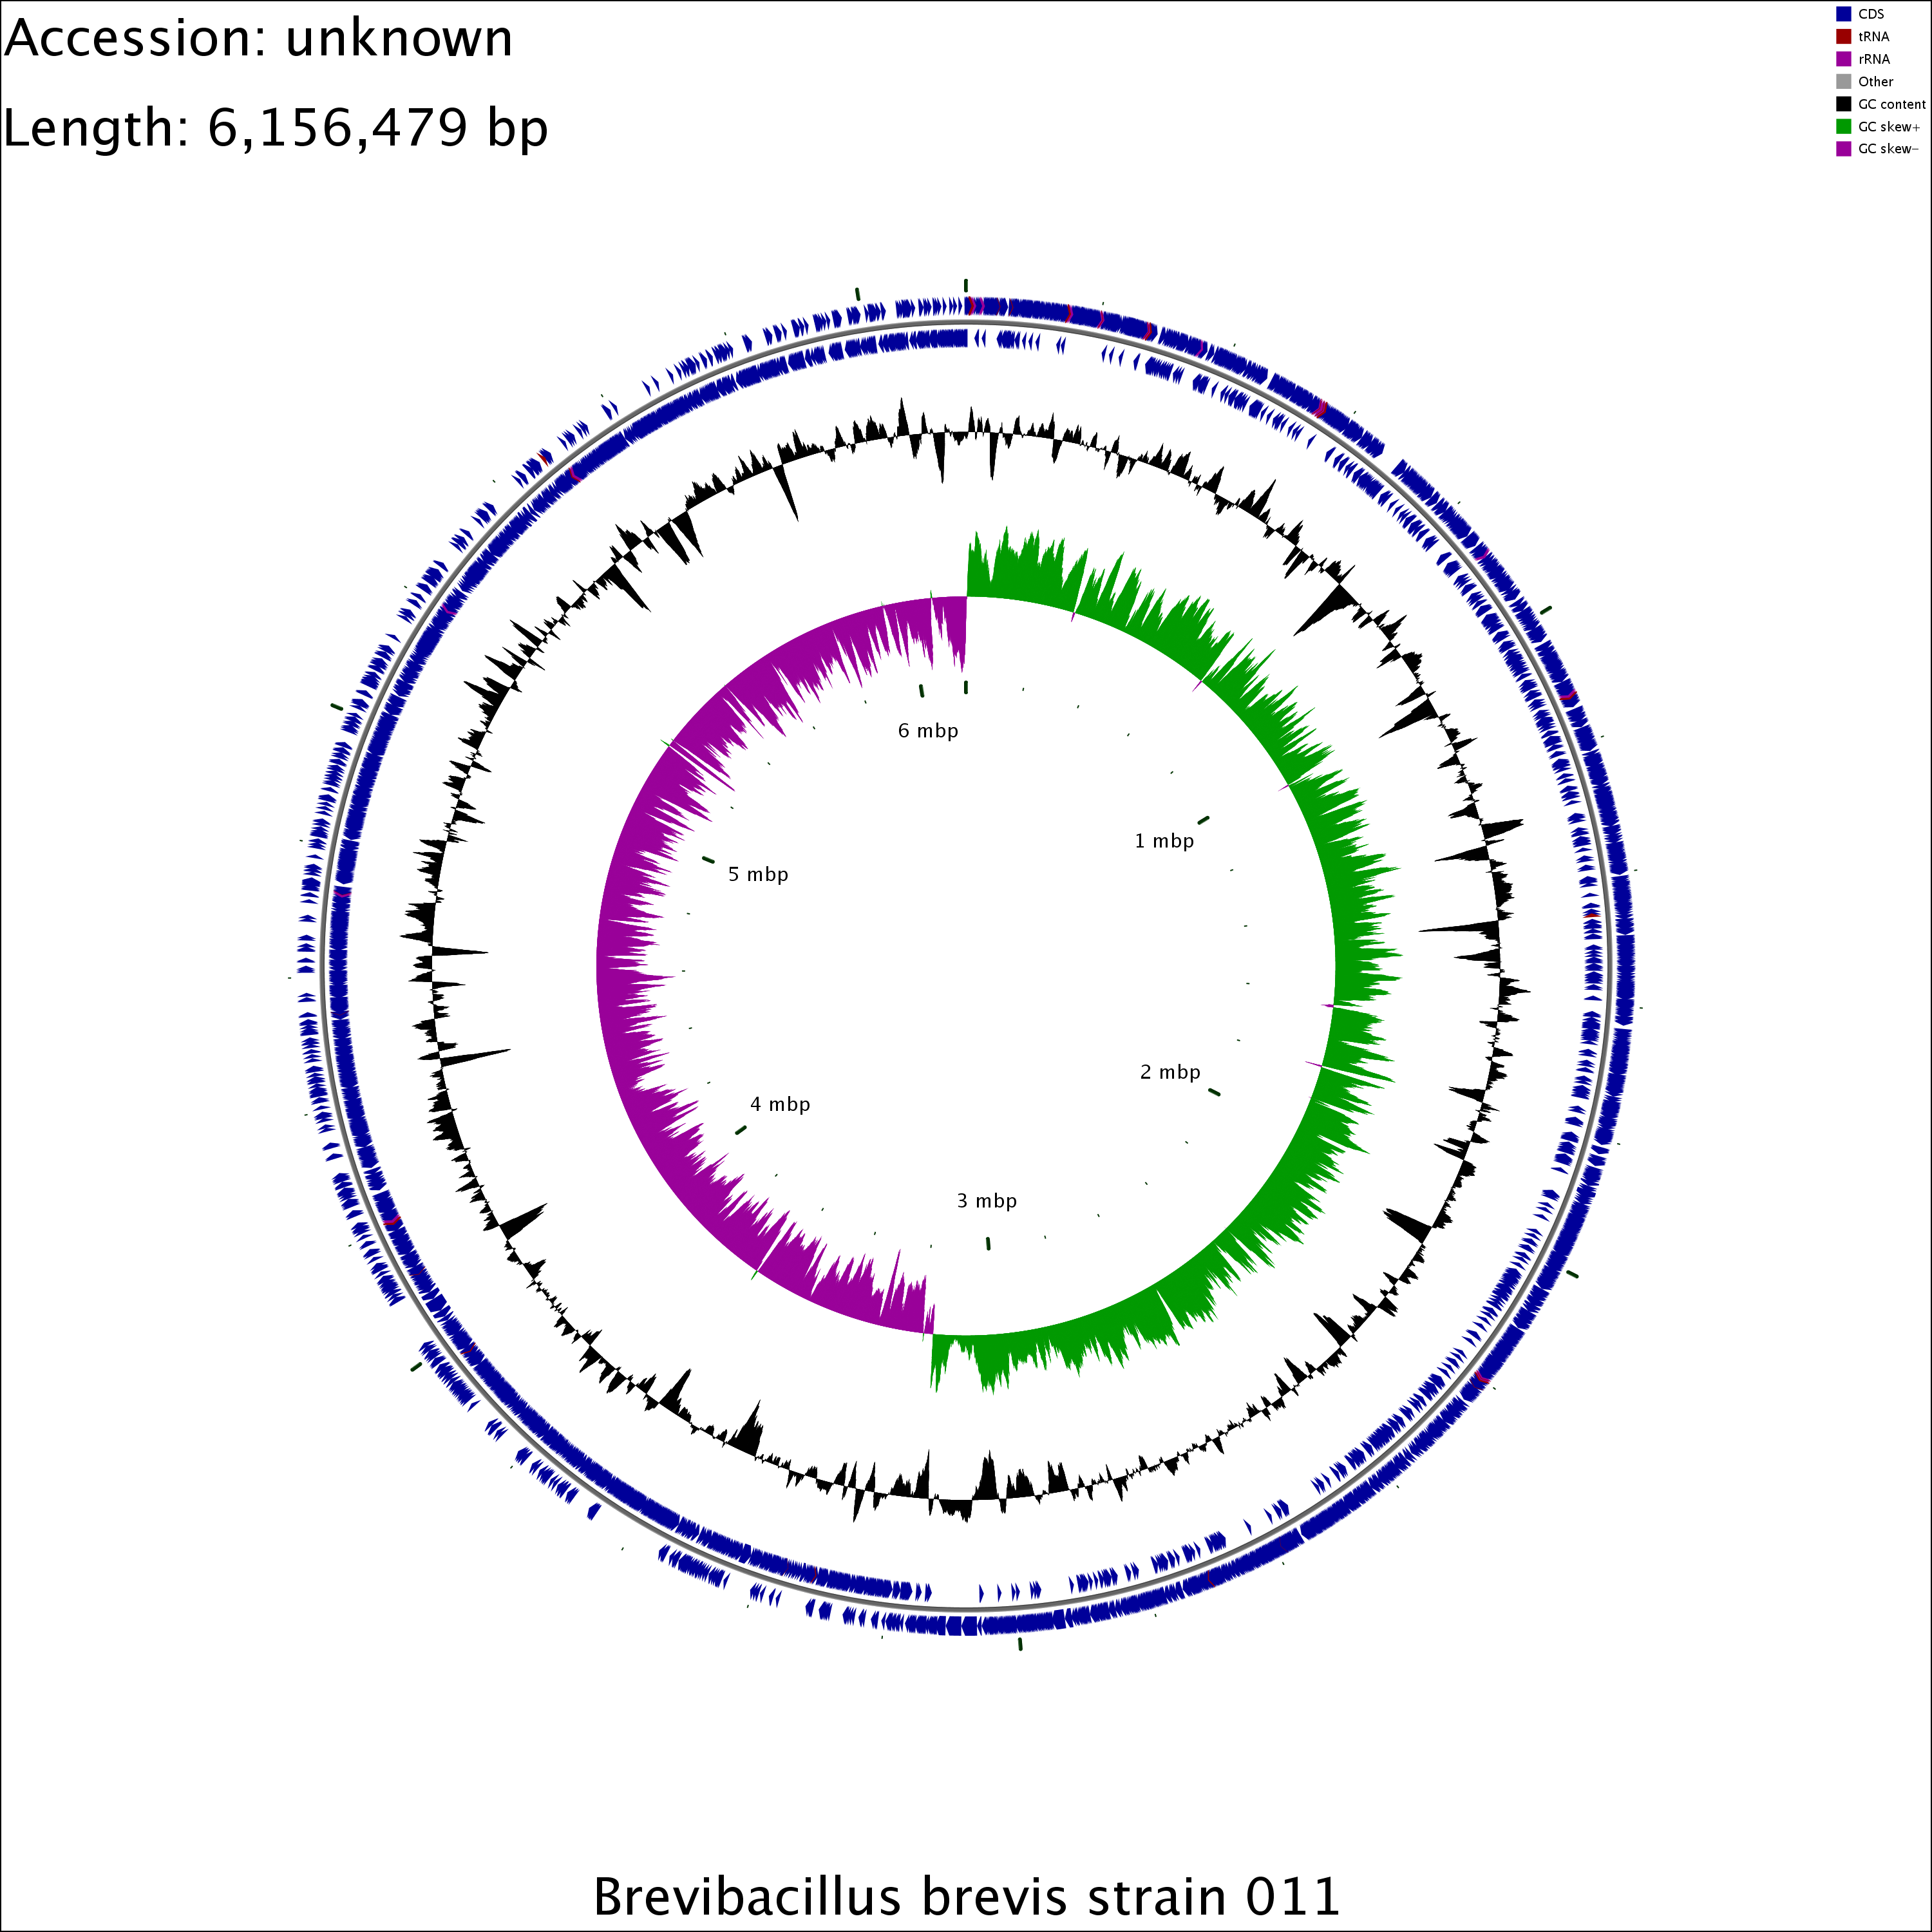 Accession: unknown
Length: 6,156,479 bp
CDS
tRNA
rRNA
Other
GC content
GC skew+
GC skew−
6 mbp
1 mbp
5 mbp
2 mbp
4 mbp
3 mbp
Brevibacillus brevis strain 011